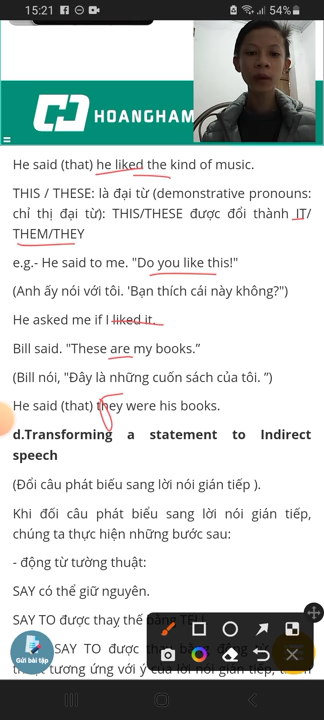 15:21
54%
HOANGHAM
He said (that) he liked the kind of music.
THIS / THESE: là đại từ (demonstrative pronouns:
chỉ thị đại từ): THIS/THESE được đổi thành IT/
THEM/THEY
e.g.- He said to me. "Do you like this!"
(Anh ấy nói với tôi. 'Bạn thích cái này không?")
He asked me if I liked it.
Bill said. "These are my books.”
(Bill nói, "Đây là những cuốn sách của tôi. ”)
He said (that) they were his books.
d.Transforming a statement to Indirect
speech
(Đổi câu phát biểu sang lời nói gián tiếp ).
Khi đối câu phát biểu sang lời nói gián tiếp,
chúng ta thực hiện những bước sau:
- động từ tường thuật:
SAY có thể giữ nguyên.
SAY TO được thay thế bằng TELL
SAY TO được
tương ứng với ý
Gửi bài tập